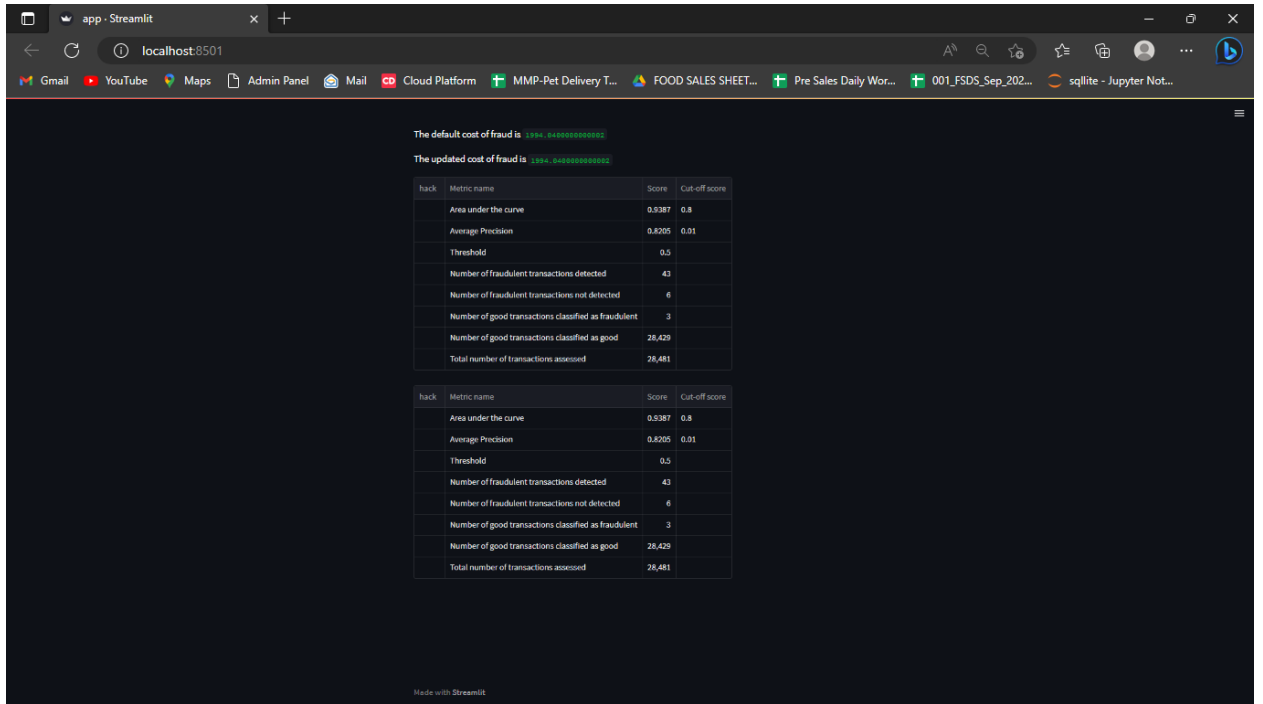 app · Streamlit
localhost:8501
Gmail YouTube Maps Admin Panel Mail CD Cloud Platform MMP-Pet Delivery T... FOOD SALES SHEET... Pre Sales Daily Wor... 001_FSDS_Sep_202... sqllite - Jupyter Not...
The default cost of fraud is 1994.0400000000002
The updated cost of fraud is 1994.0400000000002
hack Metric name Score Cut-off score
Area under the curve 0.9387 0.8
Average Precision 0.8205 0.01
Threshold 0.5
Number of fraudulent transactions detected 43
Number of fraudulent transactions not detected 6
Number of good transactions classified as fraudulent 3
Number of good transactions classified as good 28,429
Total number of transactions assessed 28,481
hack Metric name Score Cut-off score
Area under the curve 0.9387 0.8
Average Precision 0.8205 0.01
Threshold 0.5
Number of fraudulent transactions detected 43
Number of fraudulent transactions not detected 6
Number of good transactions classified as fraudulent 3
Number of good transactions classified as good 28,429
Total number of transactions assessed 28,481
Made with Streamlit